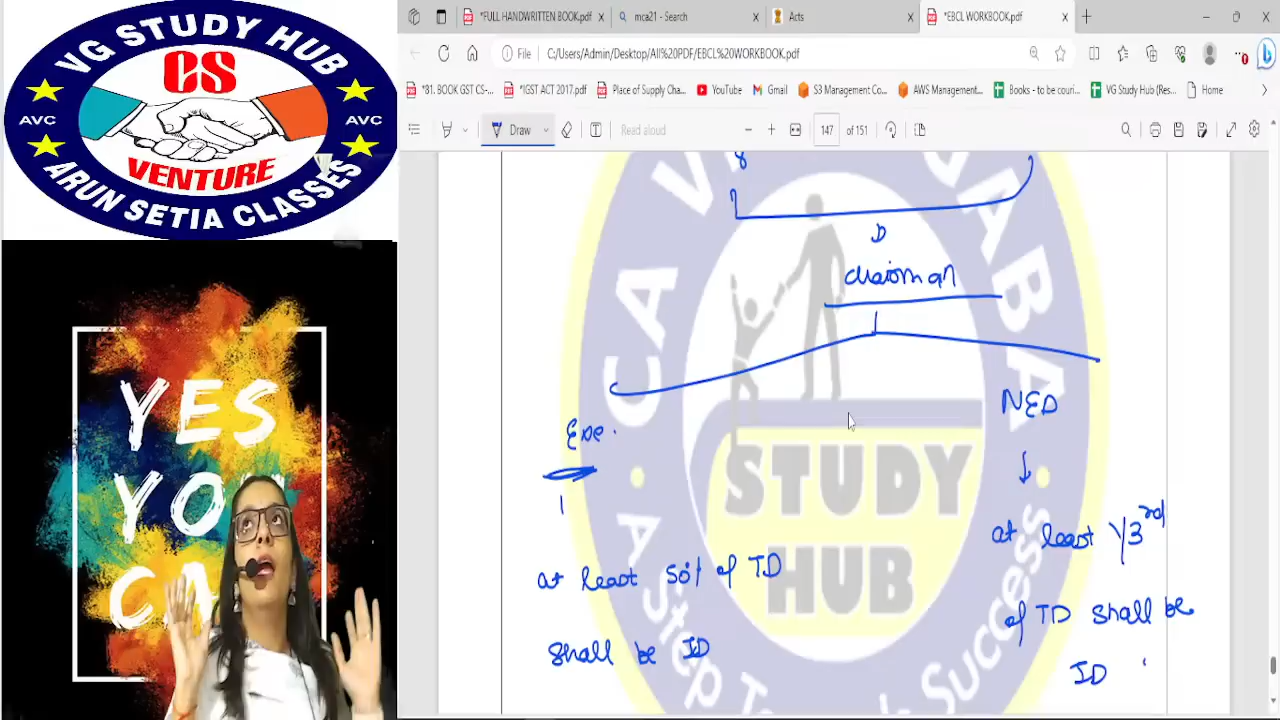 VG STUDY HUB
CS
AVC
AVC
VENTURE
ARUN SETIA CLASSES
YES
YOU
CA
*FULL HANDWRITTEN BOOK.pdf
mca21 - Search
Acts
*EBCL WORKBOOK.pdf
File
C:/Users/Admin/Desktop/All%20PDF/EBCL%20WORKBOOK.pdf
*81. BOOK GST CS-...
*IGST ACT 2017.pdf
Place of Supply Cha...
YouTube
Gmail
S3 Management Co...
AWS Management...
Books - to be couri...
VG Study Hub (Res...
Home
Draw
Read aloud
147
of 151
D
chairman
Exe.
NED
at least 50% of TD
shall be ID
at least 1/3rd
of TD shall be
ID
CA
STUDY
HUB
Success